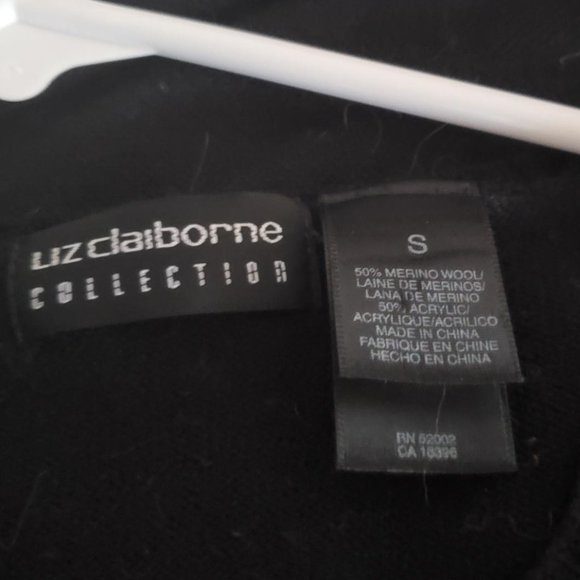 Liz claiborne
COLLECTION
S
50% MERINO WOOL/
LAINE DE MERINOS/
LANA DE MERINO
50% ACRYLIC/
ACRYLIQUE/ACRILICO
MADE IN CHINA
FABRIQUE EN CHINE
HECHO EN CHINA
RN 52002
CA 16396